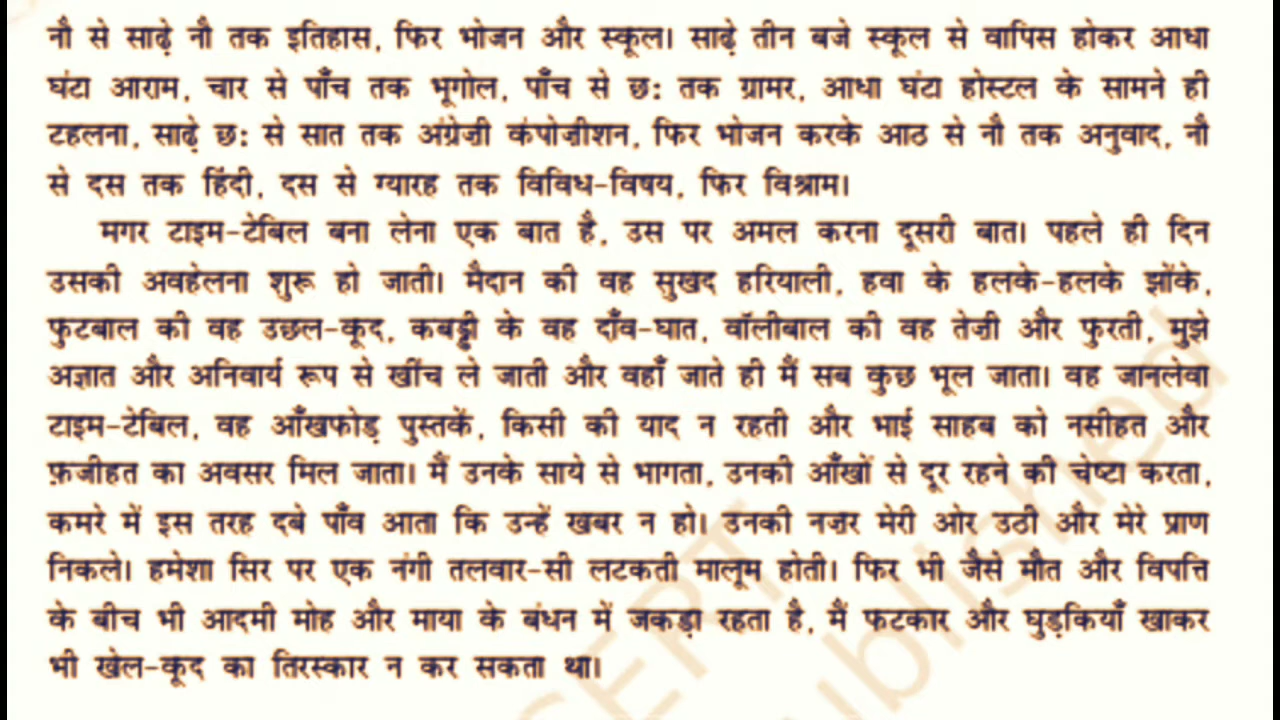 नौ से साढ़े नौ तक इतिहास, फिर भोजन और स्कूल। साढ़े तीन बजे स्कूल से वापिस होकर आधा
घंटा आराम, चार से पाँच तक भूगोल, पाँच से छः तक ग्रामर, आधा घंटा होस्टल के सामने ही
टहलना, साढ़े छः से सात तक अंग्रेज़ी कंपोज़ीशन, फिर भोजन करके आठ से नौ तक अनुवाद, नौ
से दस तक हिंदी, दस से ग्यारह तक विविध-विषय, फिर विश्राम।
मगर टाइम-टेबिल बना लेना एक बात है, उस पर अमल करना दूसरी बात। पहले ही दिन
उसकी अवहेलना शुरू हो जाती। मैदान की वह सुखद हरियाली, हवा के हलके-हलके झोंके,
फुटबाल की वह उछल-कूद, कबड्डी के वह दाँव-घात, वॉलीबाल की वह तेज़ी और फुरती, मुझे
अज्ञात और अनिवार्य रूप से खींच ले जाती और वहाँ जाते ही मैं सब कुछ भूल जाता। वह जानलेवा
टाइम-टेबिल, वह आँखफोड़ पुस्तकें, किसी की याद न रहती और भाई साहब को नसीहत और
फ़जीहत का अवसर मिल जाता। मैं उनके साये से भागता, उनकी आँखों से दूर रहने की चेष्टा करता,
कमरे में इस तरह दबे पाँव आता कि उन्हें खबर न हो। उनकी नज़र मेरी ओर उठी और मेरे प्राण
निकले। हमेशा सिर पर एक नंगी तलवार-सी लटकती मालूम होती। फिर भी जैसे मौत और विपत्ति
के बीच भी आदमी मोह और माया के बंधन में जकड़ा रहता है, मैं फटकार और घुड़कियाँ खाकर
भी खेल-कूद का तिरस्कार न कर सकता था।